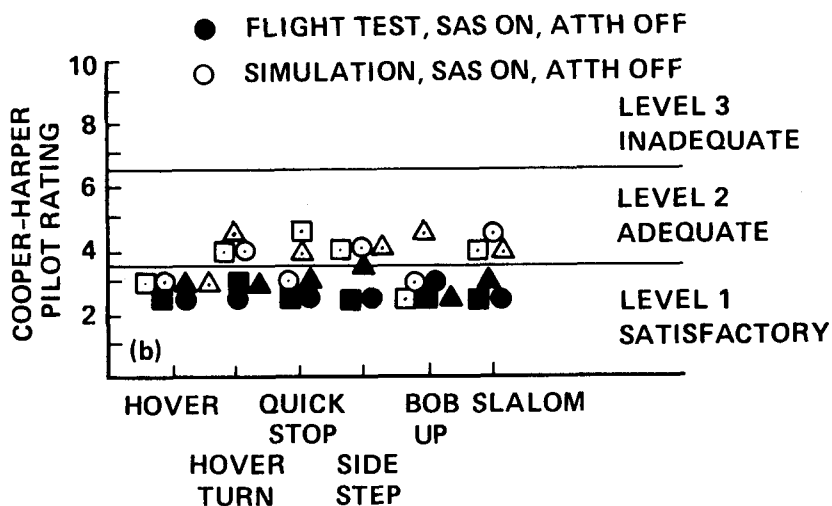 FLIGHT TEST, SAS ON, ATTH OFF
SIMULATION, SAS ON, ATTH OFF
COOPER-HARPER
PILOT RATING
10
8
6
4
2
LEVEL 3
INADEQUATE
LEVEL 2
ADEQUATE
LEVEL 1
SATISFACTORY
(b)
HOVER
HOVER
TURN
QUICK
STOP
SIDE
STEP
BOB
UP
SLALOM